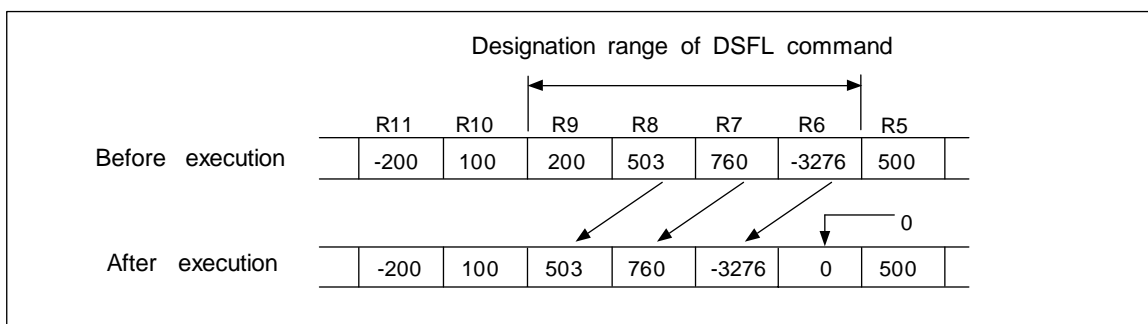 Designation range of DSFL command
R11 R10 R9 R8 R7 R6 R5
Before execution -200 100 200 503 760 -3276 500
0
After execution -200 100 503 760 -3276 0 500